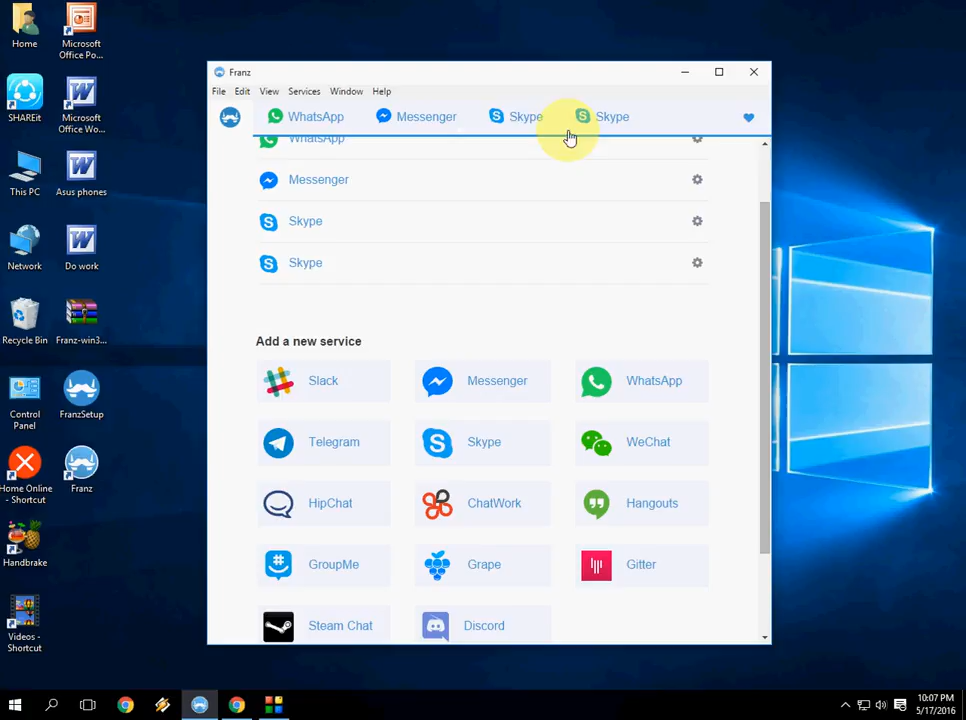 Home
Microsoft
Office Po...
SHAREit
Microsoft
Office Wo...
This PC
Asus phones
Network
Do work
Recycle Bin
Franz-win3...
Control
Panel
FranzSetup
Home Online
- Shortcut
Franz
Handbrake
Videos -
Shortcut
Franz
File Edit View Services Window Help
WhatsApp Messenger Skype Skype
WhatsApp
Messenger
Skype
Skype
Add a new service
Slack Messenger WhatsApp
Telegram Skype WeChat
HipChat ChatWork Hangouts
GroupMe Grape Gitter
Steam Chat Discord
10:07 PM
5/17/2016